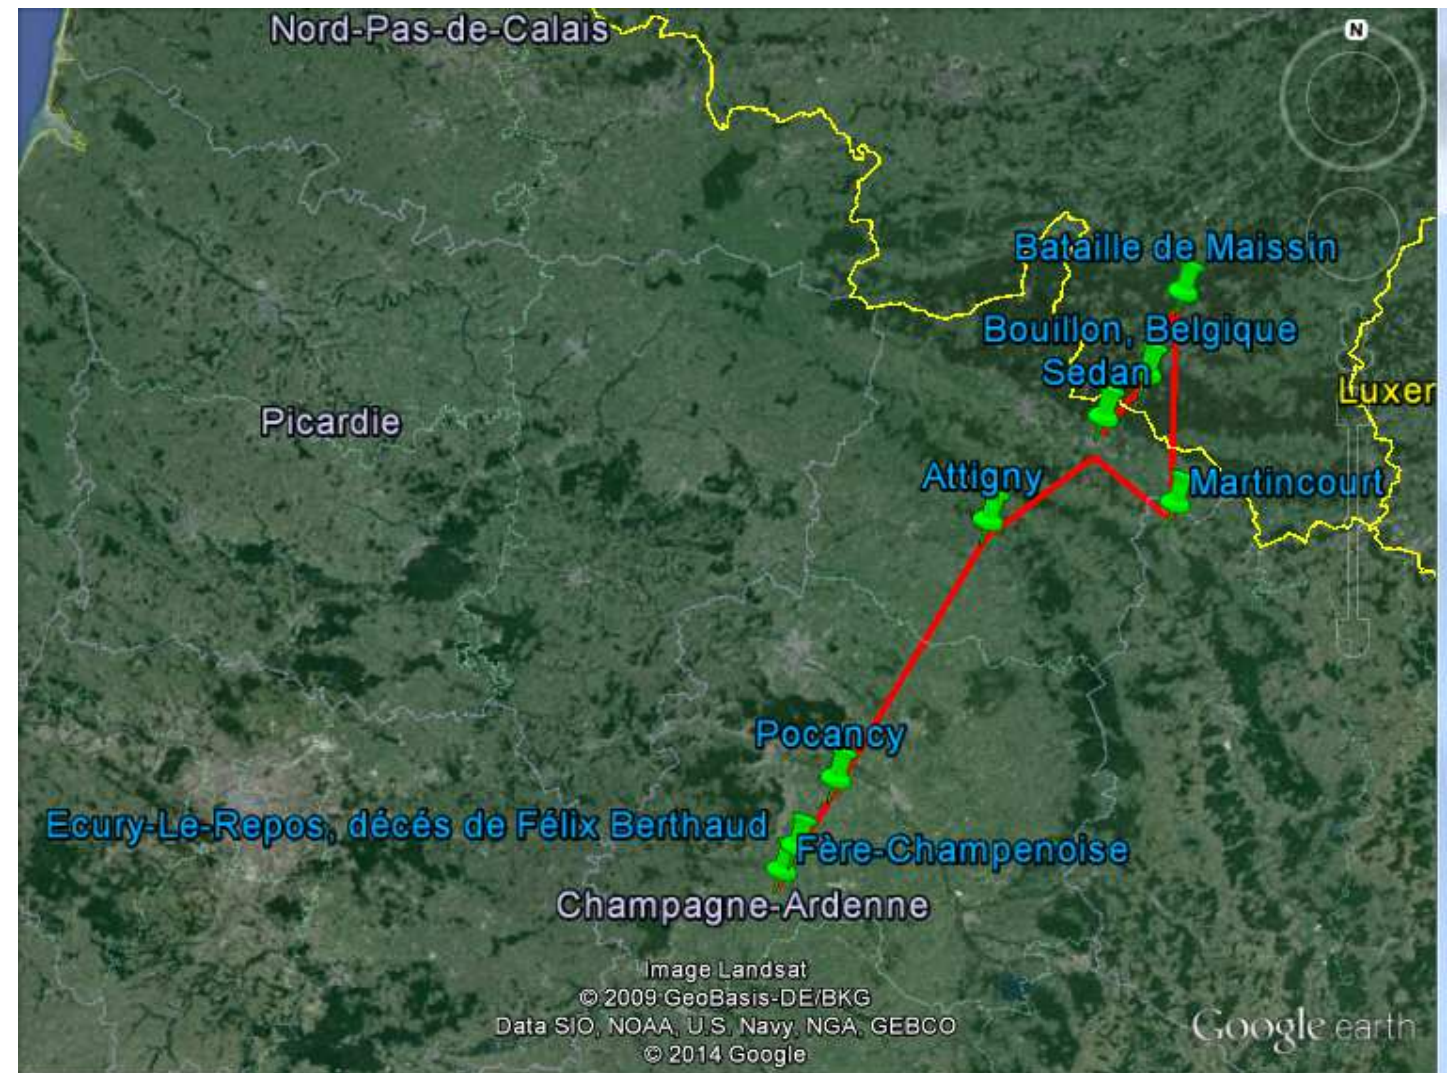 Nord-Pas-de-Calais
N
Bataille de Maissin
Bouillon, Belgique
Sedan
Luxer
Picardie
Attigny
Martincourt
Pocancy
Ecury-Le-Repos, décés de Félix Berthaud
Fère-Champenoise
Champagne-Ardenne
Image Landsat
© 2009 GeoBasis-DE/BKG
Data SIO, NOAA, U.S. Navy, NGA, GEBCO
© 2014 Google
Google earth